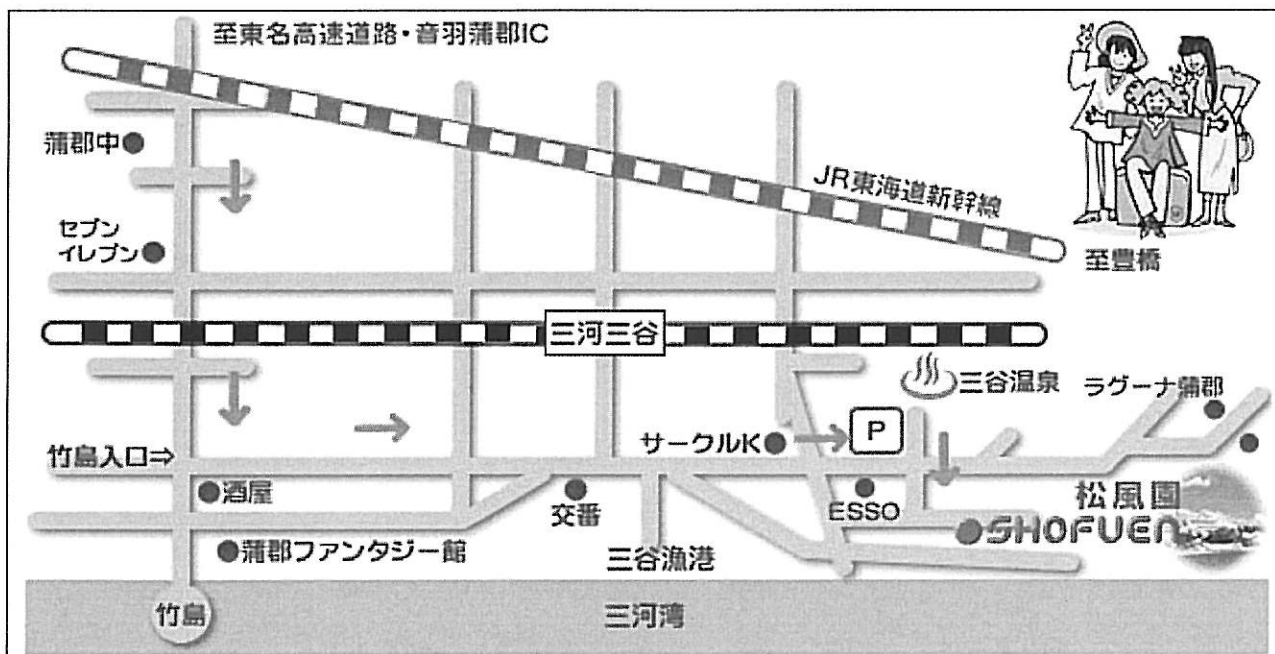 至東名高速道路・音羽蒲郡IC
蒲郡中
JR東海道新幹線
セブン
イレブン
至豊橋
三河三谷
三谷温泉
ラグーナ蒲郡
竹島入口⇒
サークルK
P
酒屋
交番
ESSO
松風園
SHOFUEN
蒲郡ファンタジー館
三谷漁港
竹島
三河湾